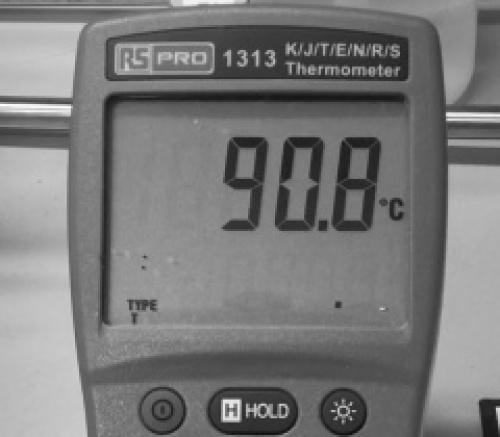 RS PRO 1313 K/J/T/E/N/R/S
Thermometer
90.8 °C
TYPE
T
H HOLD